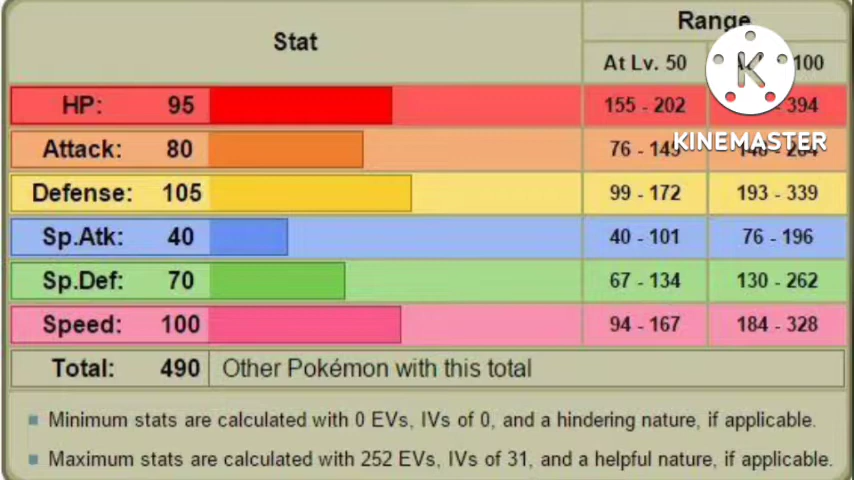 Stat
Range
At Lv. 50
100
HP: 95 155 - 202 - 394
Attack: 80 76 -
Defense: 105 99 - 172 193 - 339
Sp.Atk: 40 40 - 101 76 - 196
Sp.Def: 70 67 - 134 130 - 262
Speed: 100 94 - 167 184 - 328
Total: 490 Other Pokémon with this total
Minimum stats are calculated with 0 EVs, IVs of 0, and a hindering nature, if applicable.
Maximum stats are calculated with 252 EVs, IVs of 31, and a helpful nature, if applicable.
K
KINEMASTER